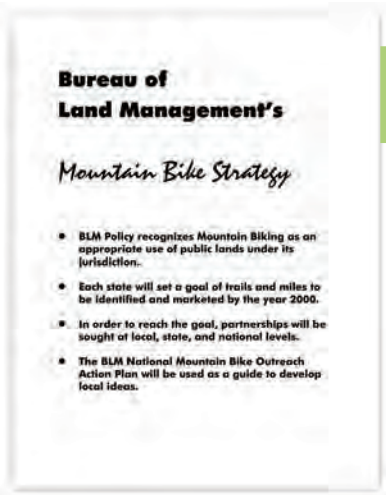 Bureau of
Land Management's
Mountain Bike Strategy
• BLM Policy recognizes Mountain Biking as an
appropriate use of public lands under its
jurisdiction.
• Each state will set a goal of trails and miles to
be identified and marketed by the year 2000.
• In order to reach the goal, partnerships will be
sought at local, state, and national levels.
• The BLM National Mountain Bike Outreach
Action Plan will be used as a guide to develop
local ideas.